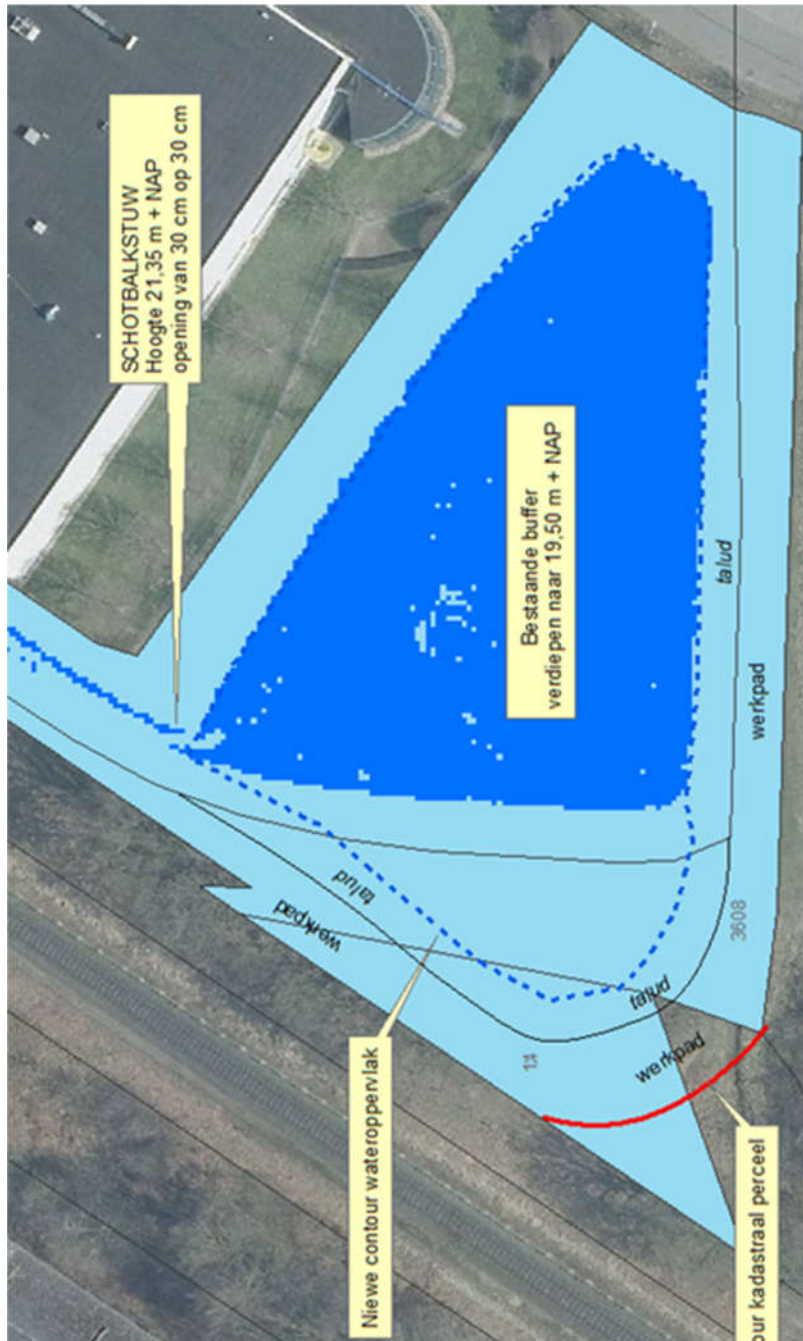 SCHOTBALKSTUW
Hoogte 21,35 m + NAP
opening van 30 cm op 30 cm
Bestaande buffer
verdiepen naar 19,50 m + NAP
talud
werkpad
talud
werkpad
3608
talud
werkpad
Niewe contour wateroppervlak
our kadastraal perceel